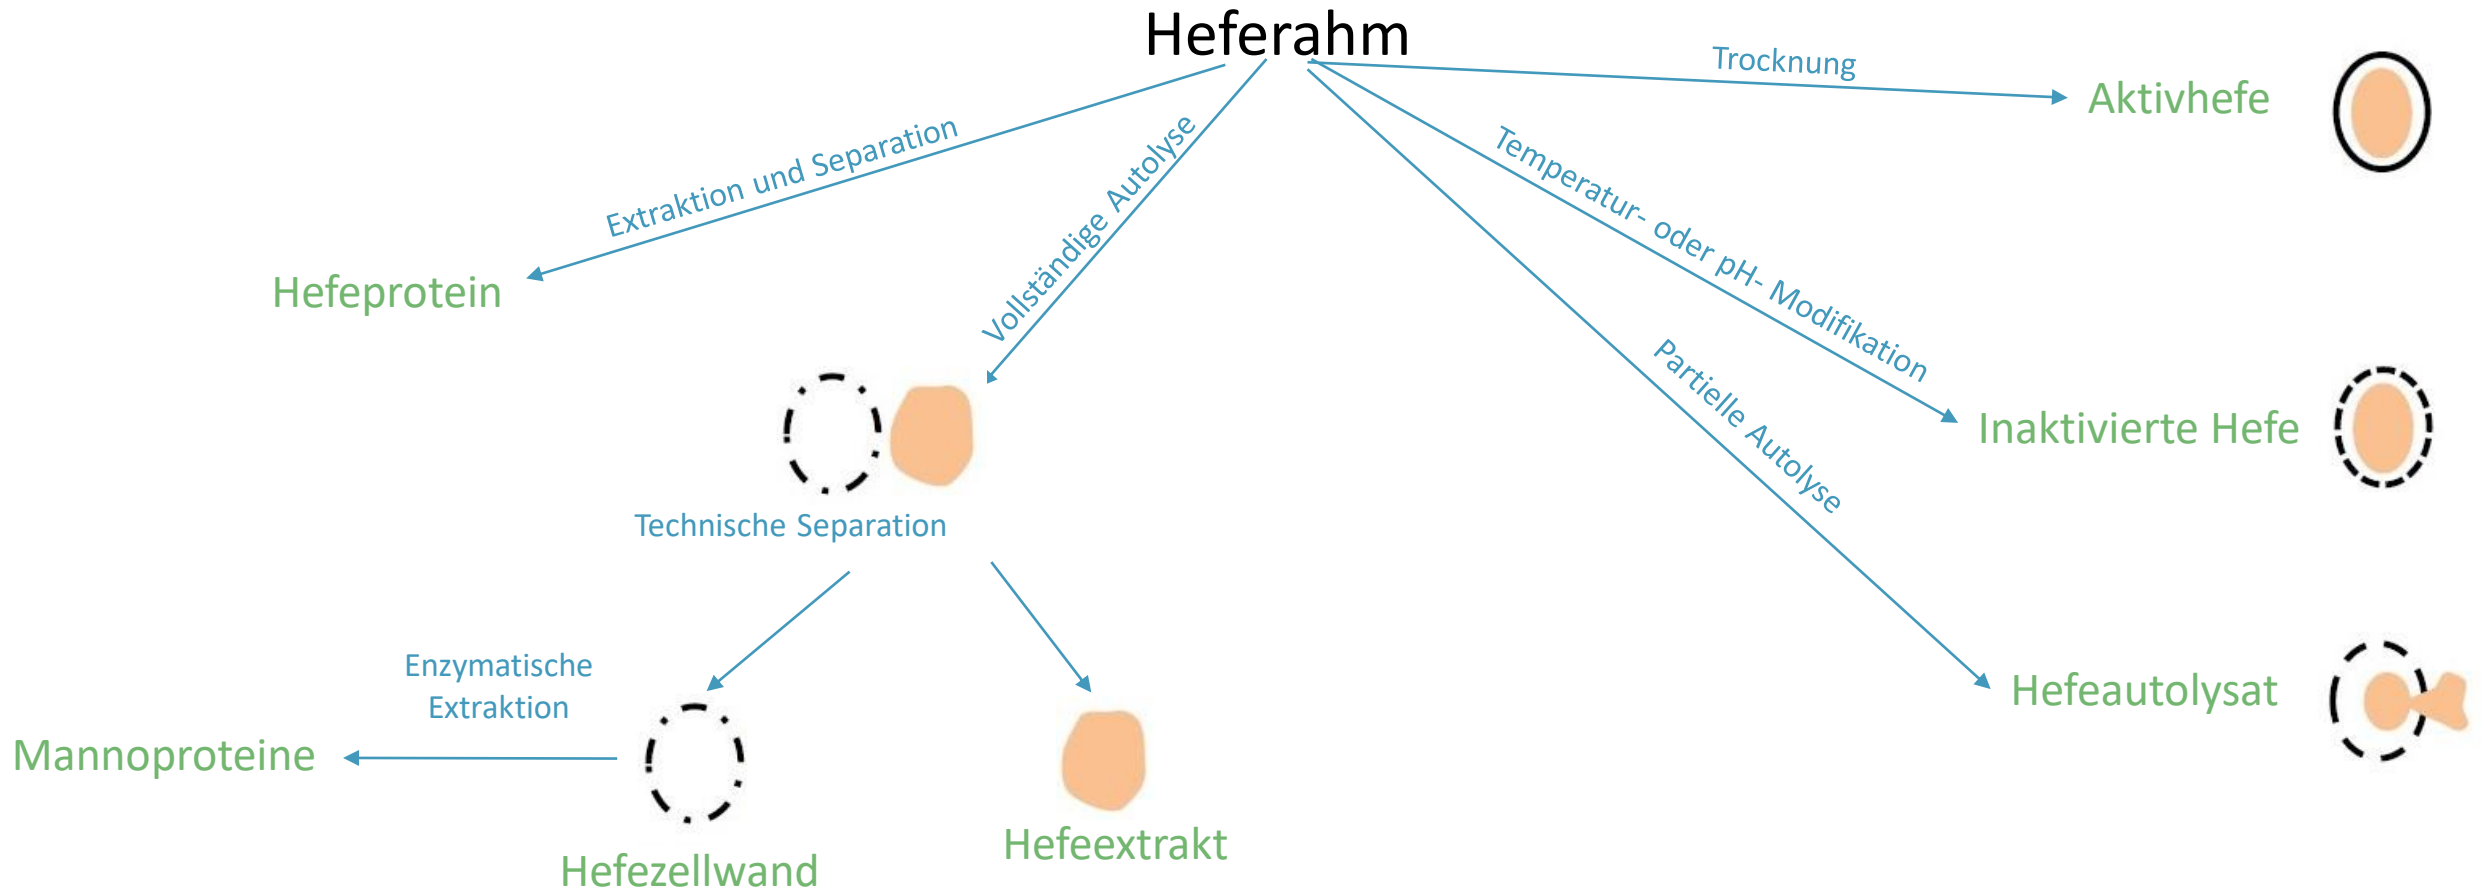 Heferahm
Trocknung
Aktivhefe
Extraktion und Separation
Vollständige Autolyse
Temperatur- oder pH- Modifikation
Hefeprotein
Partielle Autolyse
Inaktivierte Hefe
Technische Separation
Enzymatische
Extraktion
Hefeautolysat
Mannoproteine
Hefeextrakt
Hefezellwand